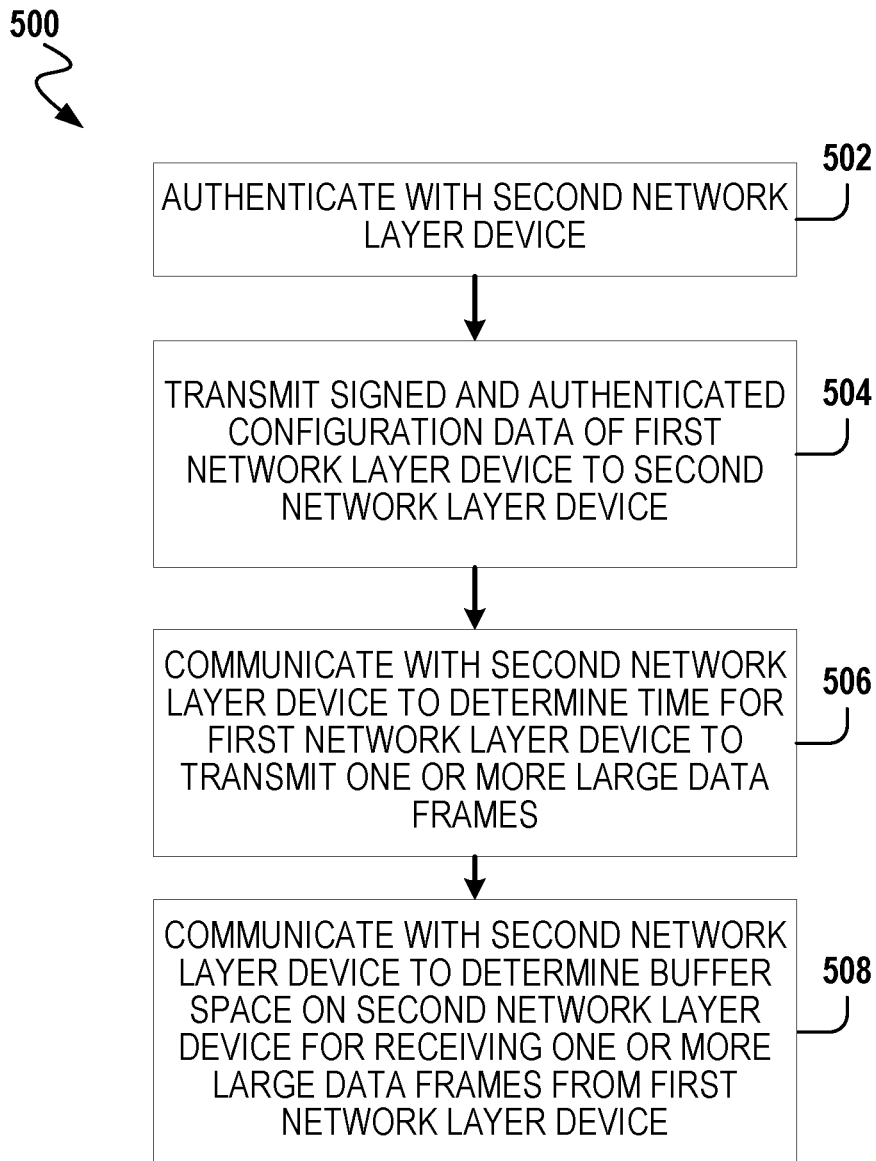 500
502
AUTHENTICATE WITH SECOND NETWORK
LAYER DEVICE
504
TRANSMIT SIGNED AND AUTHENTICATED
CONFIGURATION DATA OF FIRST
NETWORK LAYER DEVICE TO SECOND
NETWORK LAYER DEVICE
506
COMMUNICATE WITH SECOND NETWORK
LAYER DEVICE TO DETERMINE TIME FOR
FIRST NETWORK LAYER DEVICE TO
TRANSMIT ONE OR MORE LARGE DATA
FRAMES
508
COMMUNICATE WITH SECOND NETWORK
LAYER DEVICE TO DETERMINE BUFFER
SPACE ON SECOND NETWORK LAYER
DEVICE FOR RECEIVING ONE OR MORE
LARGE DATA FRAMES FROM FIRST
NETWORK LAYER DEVICE